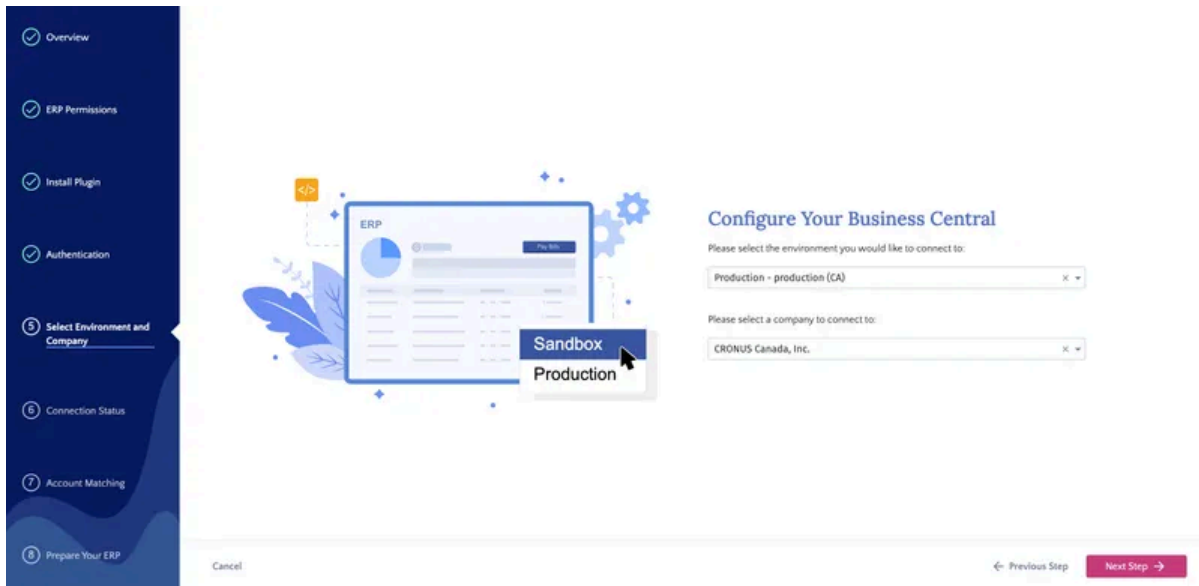 Overview
ERP Permissions
Install Plugin
Authentication
5 Select Environment and
Company
6 Connection Status
7 Account Matching
8 Prepare Your ERP
</>
ERP
Pay Bills
Sandbox
Production
Configure Your Business Central
Please select the environment you would like to connect to:
Production - production (CA)
Please select a company to connect to:
CRONUS Canada, Inc.
Cancel
← Previous Step
Next Step →